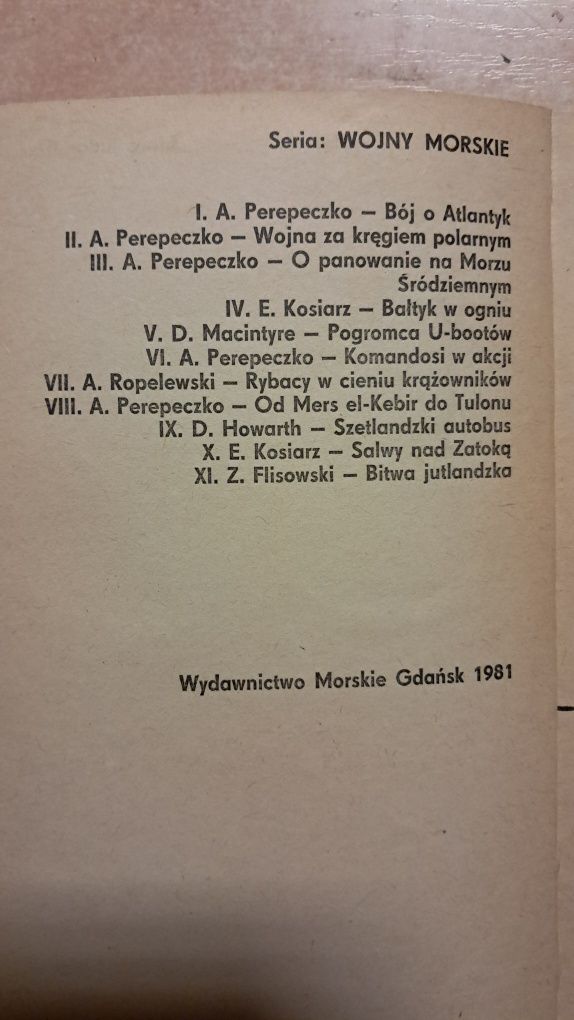 Seria: WOJNY MORSKIE
I. A. Perepeczko – Bój o Atlantyk
II. A. Perepeczko – Wojna za kręgiem polarnym
III. A. Perepeczko – O panowanie na Morzu
Śródziemnym
IV. E. Kosiarz – Bałtyk w ogniu
V. D. Macintyre – Pogromca U-bootów
VI. A. Perepeczko – Komandosi w akcji
VII. A. Ropelewski – Rybacy w cieniu krążowników
VIII. A. Perepeczko – Od Mers el-Kebir do Tulonu
IX. D. Howarth – Szetlandzki autobus
X. E. Kosiarz – Salwy nad Zatoką
XI. Z. Flisowski – Bitwa jutlandzka
Wydawnictwo Morskie Gdańsk 1981